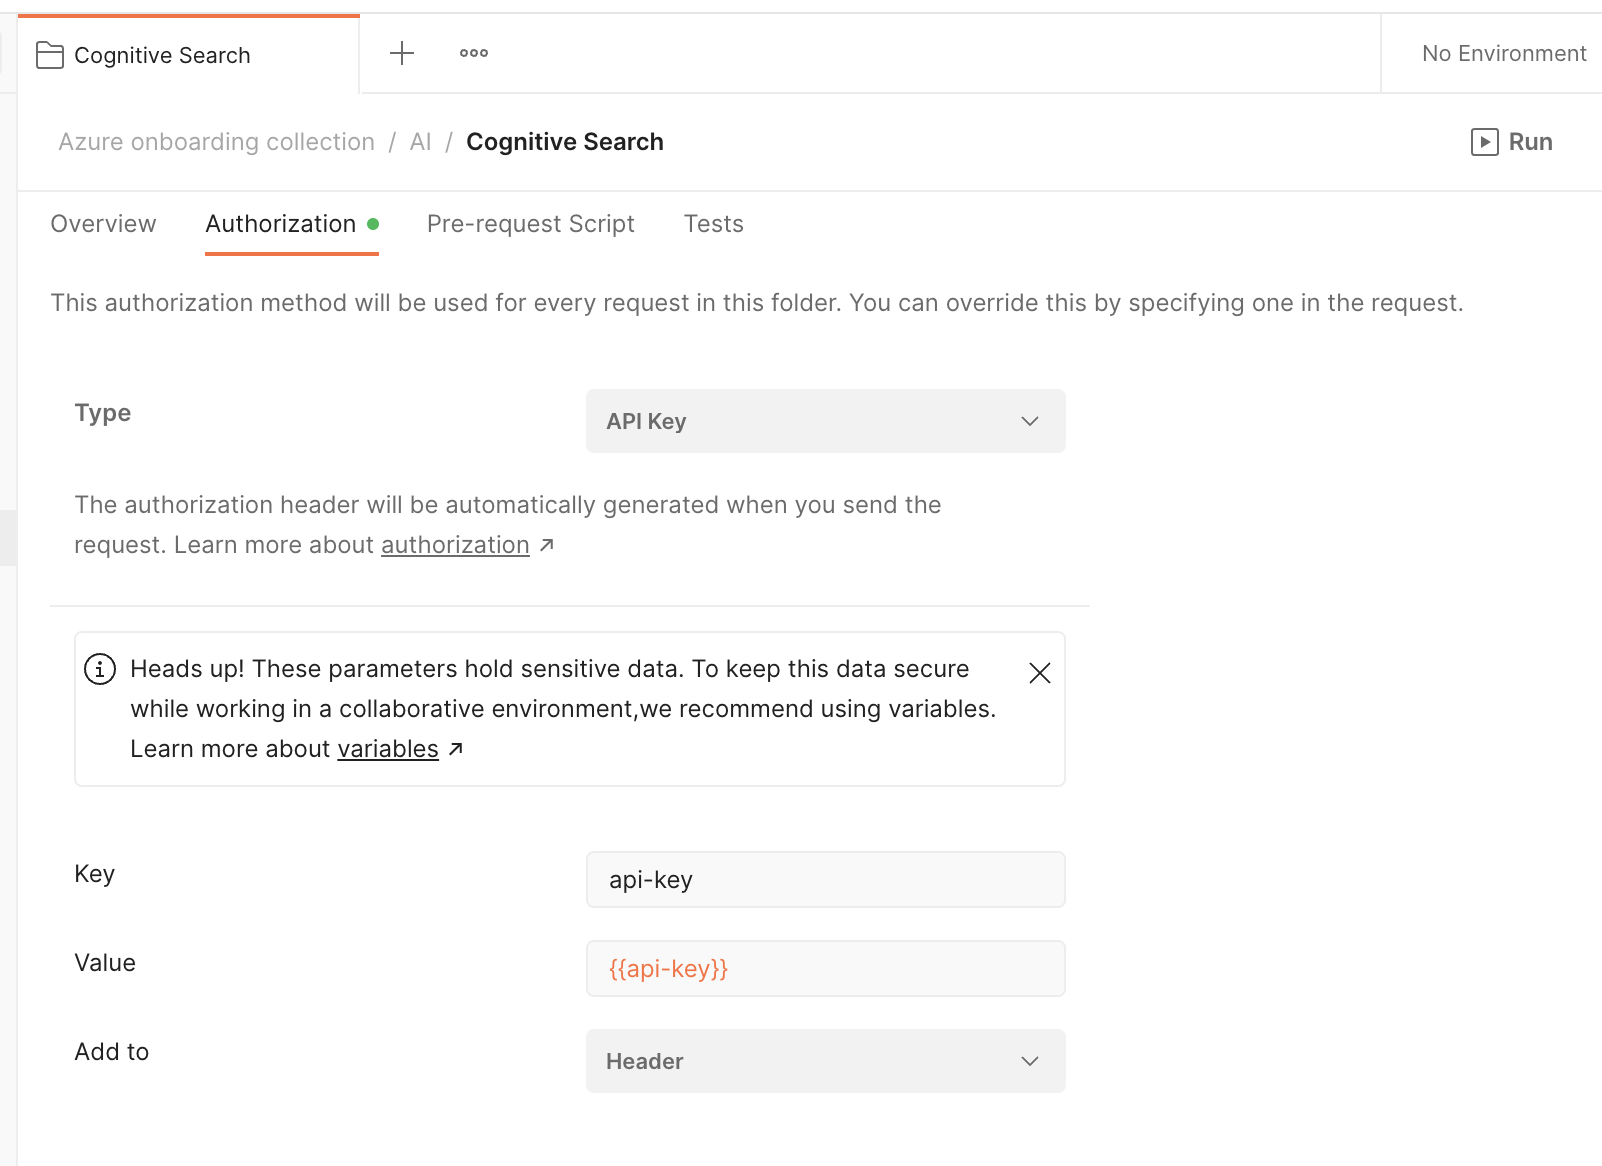 Cognitive Search
No Environment
Azure onboarding collection / AI / Cognitive Search
Run
Overview Authorization Pre-request Script Tests
This authorization method will be used for every request in this folder. You can override this by specifying one in the request.
Type
API Key
The authorization header will be automatically generated when you send the
request. Learn more about authorization ↗
Heads up! These parameters hold sensitive data. To keep this data secure
while working in a collaborative environment,we recommend using variables.
Learn more about variables ↗
Key
api-key
Value
{{api-key}}
Add to
Header